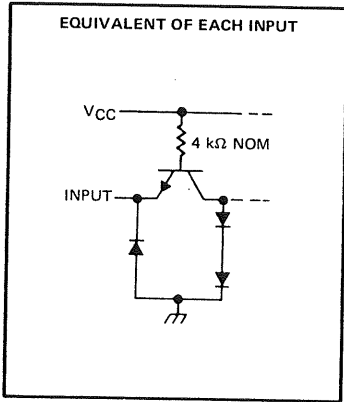 EQUIVALENT OF EACH INPUT
VCC
4 kΩ NOM
INPUT